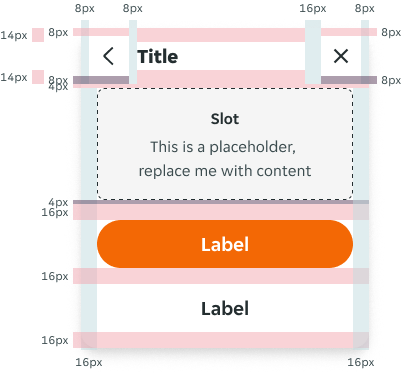 8px 8px 16px 8px
14px 8px 8px
Title
14px 8px 8px
4px
Slot
This is a placeholder,
replace me with content
4px
16px
Label
16px
Label
16px
16px 16px